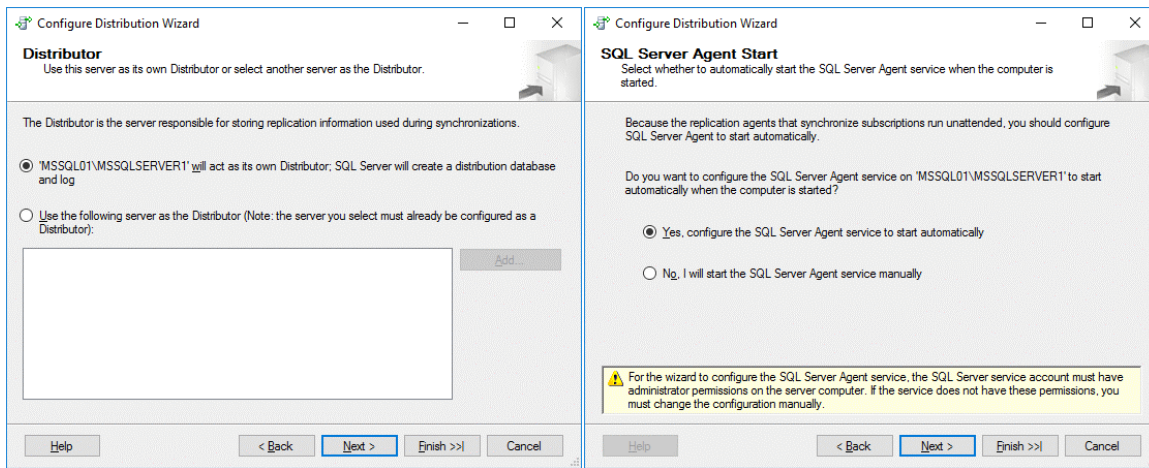 Configure Distribution Wizard
Distributor
Use this server as its own Distributor or select another server as the Distributor.
The Distributor is the server responsible for storing replication information used during synchronizations.
'MSSQL01\MSSQLSERVER1' will act as its own Distributor; SQL Server will create a distribution database
and log
Use the following server as the Distributor (Note: the server you select must already be configured as a
Distributor):
Add...
Help
< Back
Next >
Finish >>|
Cancel
Configure Distribution Wizard
SQL Server Agent Start
Select whether to automatically start the SQL Server Agent service when the computer is
started.
Because the replication agents that synchronize subscriptions run unattended, you should configure
SQL Server Agent to start automatically.
Do you want to configure the SQL Server Agent service on 'MSSQL01\MSSQLSERVER1' to start
automatically when the computer is started?
Yes, configure the SQL Server Agent service to start automatically
No, I will start the SQL Server Agent service manually
For the wizard to configure the SQL Server Agent service, the SQL Server service account must have
administrator permissions on the server computer. If the service does not have these permissions, you
must change the configuration manually.
Help
< Back
Next >
Finish >>|
Cancel